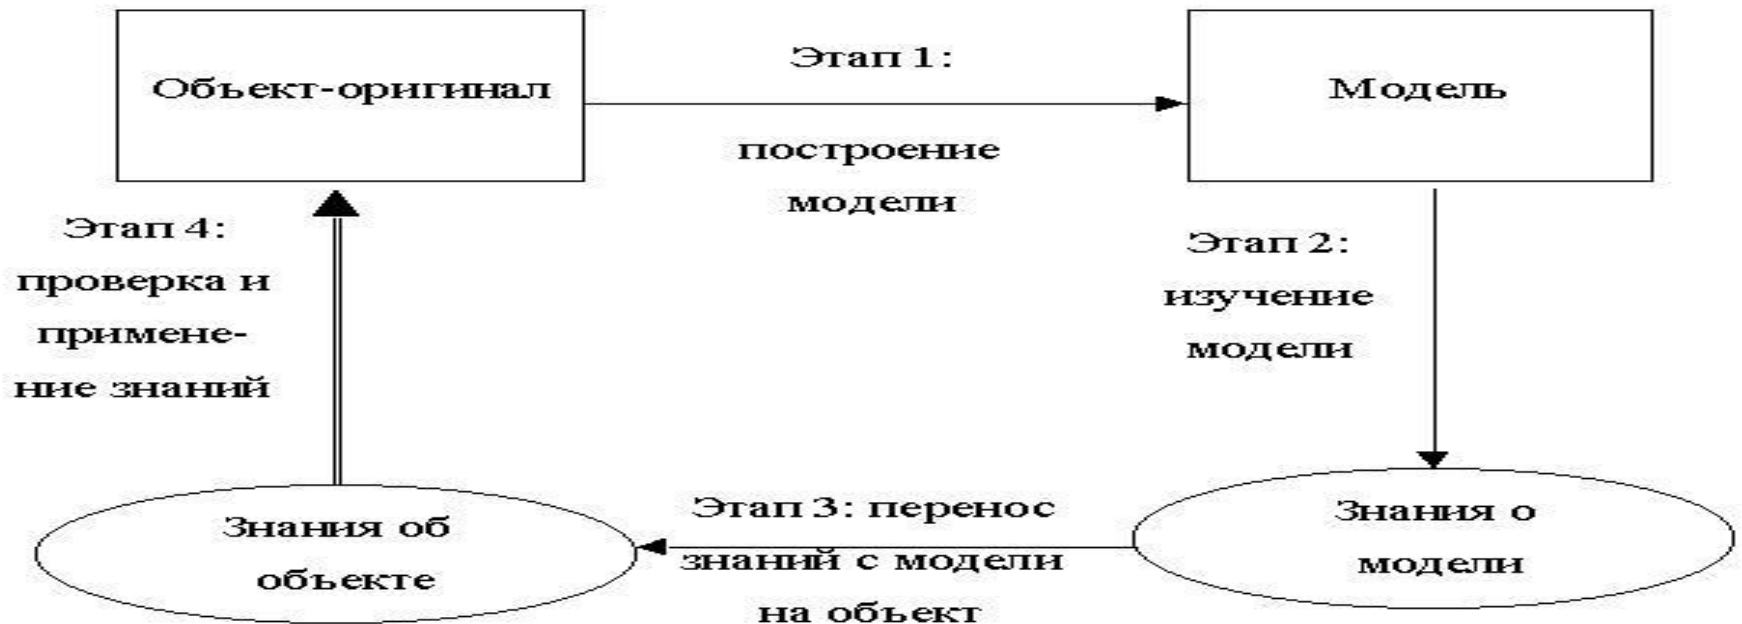 Объект-оригинал
Этап 1:
построение
модели
Модель
Этап 2:
изучение
модели
Знания о
модели
Этап 3: перенос
знаний с модели
на объект
Знания об
объекте
Этап 4:
проверка и
примене-
ние знаний